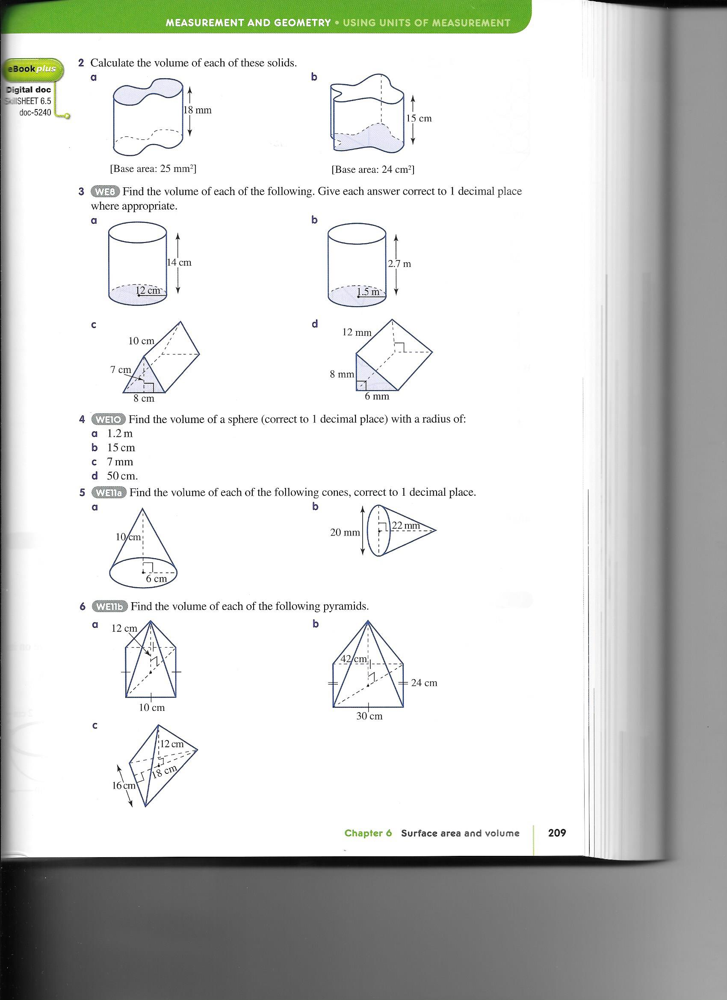 MEASUREMENT AND GEOMETRY • USING UNITS OF MEASUREMENT
eBook plus
Digital doc
SkillSHEET 6.5
doc-5240
2 Calculate the volume of each of these solids.
a
18 mm
[Base area: 25 mm²]
b
15 cm
[Base area: 24 cm²]
3 WE8 Find the volume of each of the following. Give each answer correct to 1 decimal place
where appropriate.
a
14 cm
12 cm
b
2.7 m
1.5 m
c
10 cm
7 cm
8 cm
d
12 mm
8 mm
6 mm
4 WE10 Find the volume of a sphere (correct to 1 decimal place) with a radius of:
a 1.2 m
b 15 cm
c 7 mm
d 50 cm.
5 WE11a Find the volume of each of the following cones, correct to 1 decimal place.
a
10 cm
6 cm
b
22 mm
20 mm
6 WE11b Find the volume of each of the following pyramids.
a
12 cm
10 cm
b
42 cm
24 cm
30 cm
c
12 cm
18 cm
16 cm
Chapter 6 Surface area and volume 209